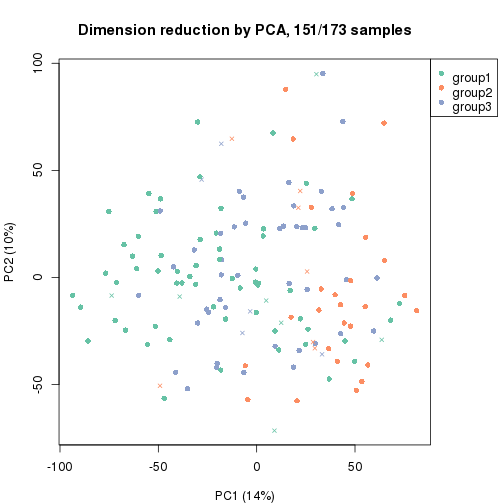 Dimension reduction by PCA, 151/173 samples
group1
group2
group3
100
50
0
-50
PC2 (10%)
-100
-50
0
50
PC1 (14%)